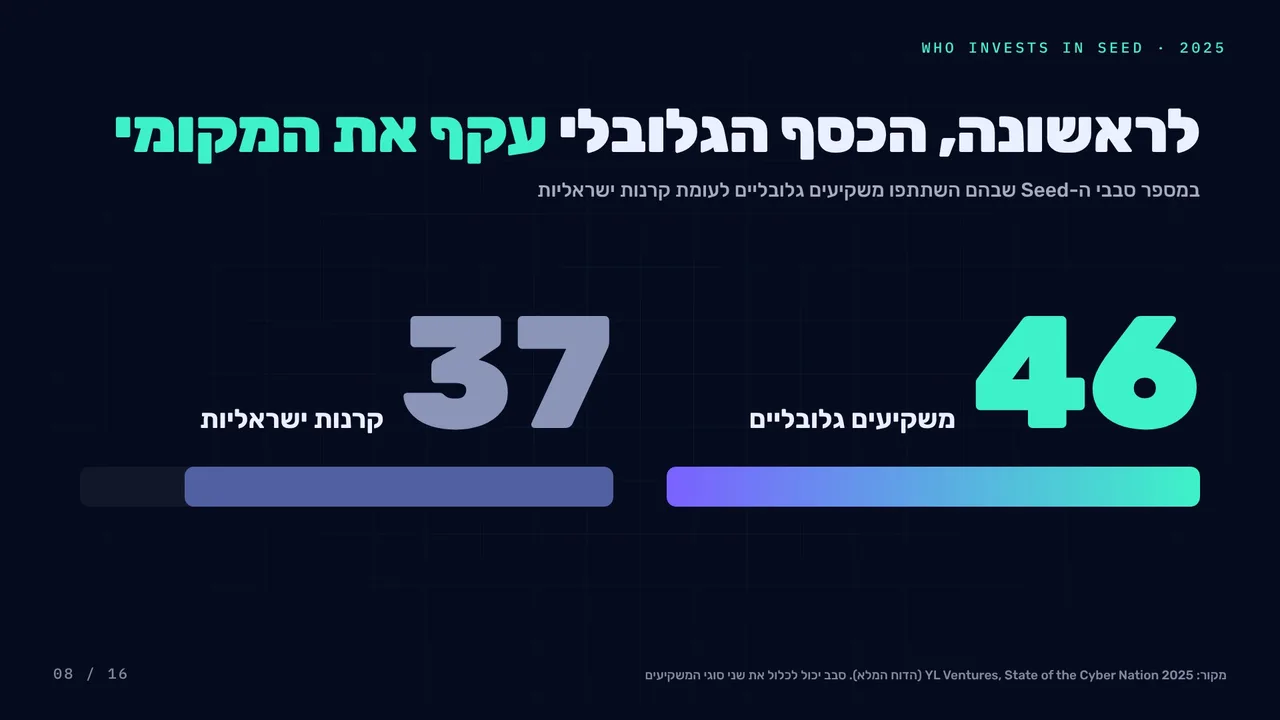 WHO INVESTS IN SEED · 2025
לראשונה, הכסף הגלובלי עקף את המקומי
במספר סבבי ה-Seed שבהם השתתפו משקיעים גלובליים לעומת קרנות ישראליות
46 משקיעים גלובליים
37 קרנות ישראליות
מקור: YL Ventures, State of the Cyber Nation 2025 (הדוח המלא). סבב יכול לכלול את שני סוגי המשקיעים
08 / 16